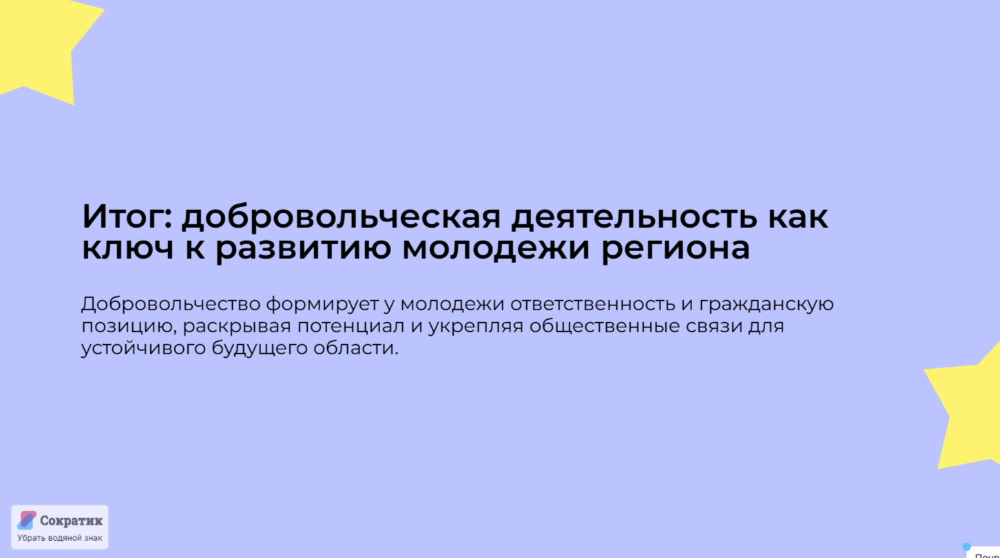 Итог: добровольческая деятельность как
ключ к развитию молодежи региона
Добровольчество формирует у молодежи ответственность и гражданскую
позицию, раскрывая потенциал и укрепляя общественные связи для
устойчивого будущего области.
Сократик
Убрать водяной знак